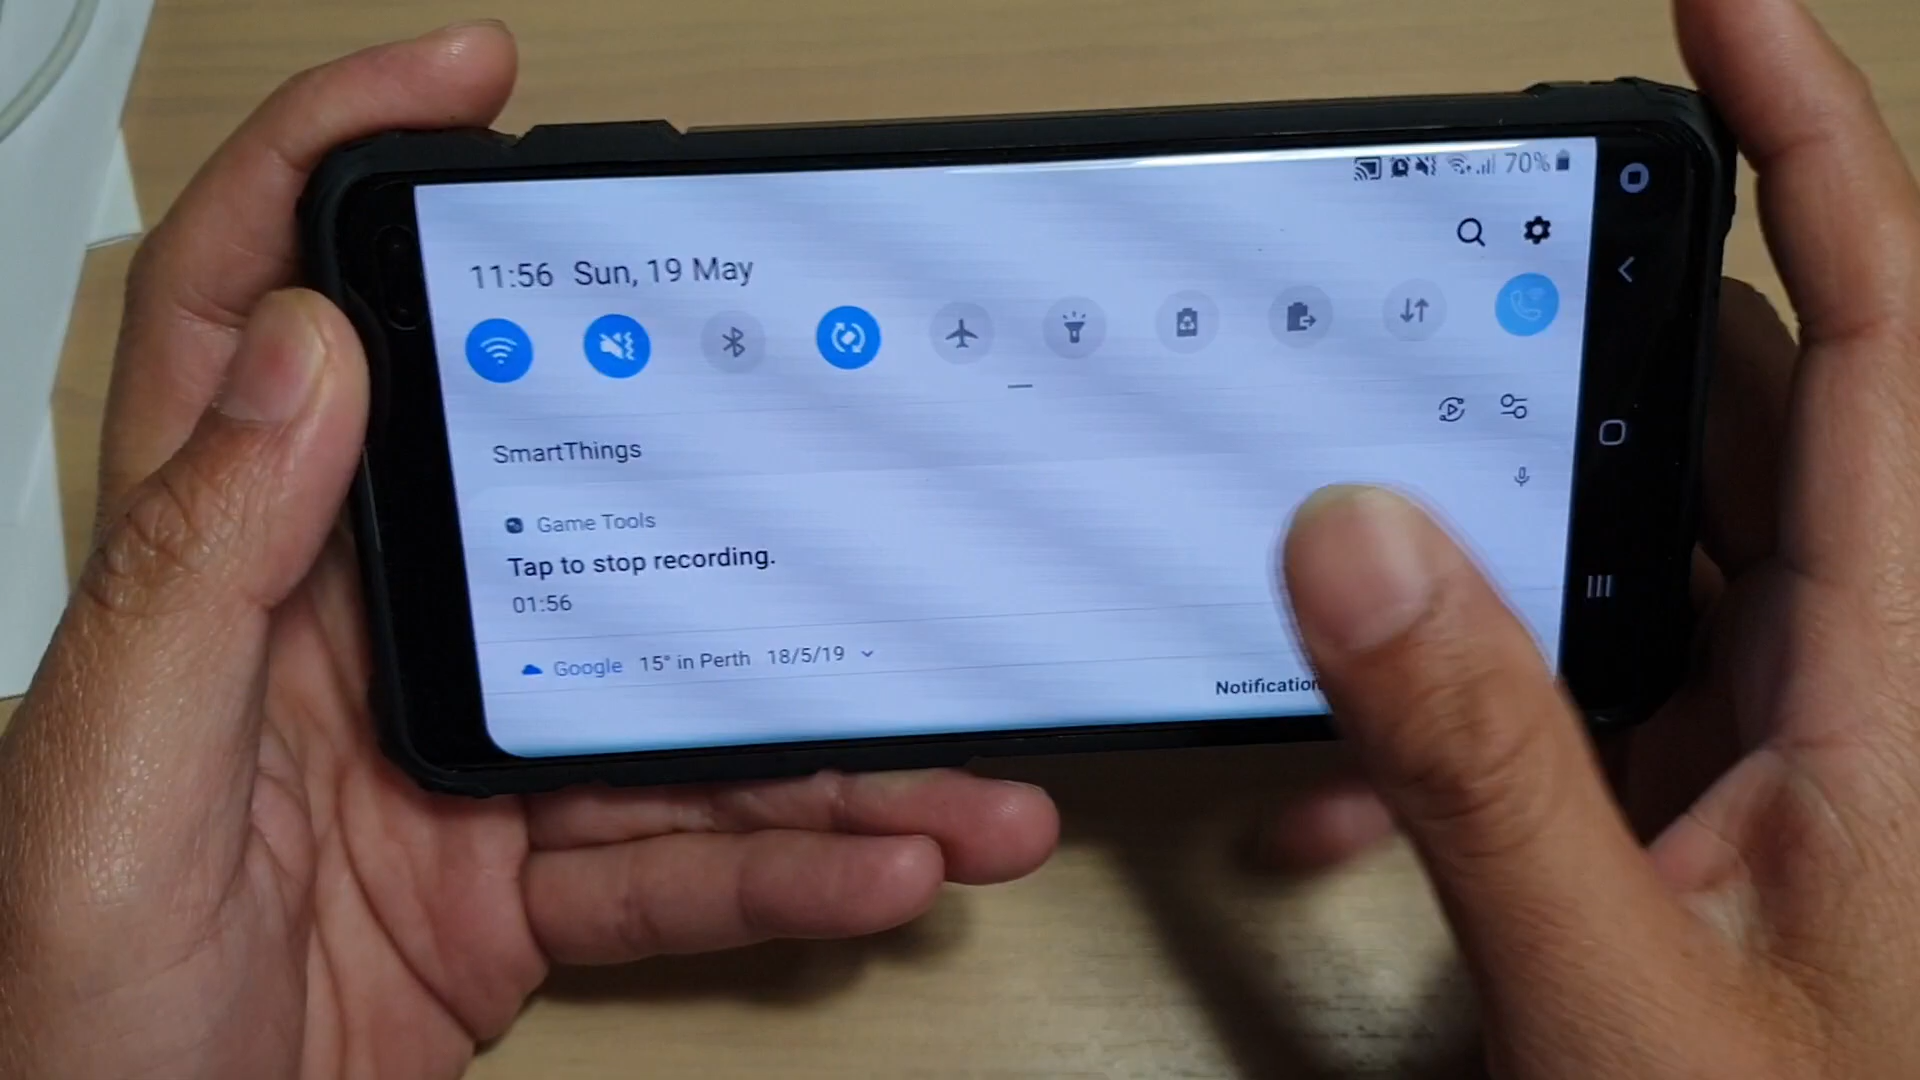 70%
11:56 Sun, 19 May
SmartThings
Game Tools
Tap to stop recording.
01:56
Google 15° in Perth 18/5/19
Notification